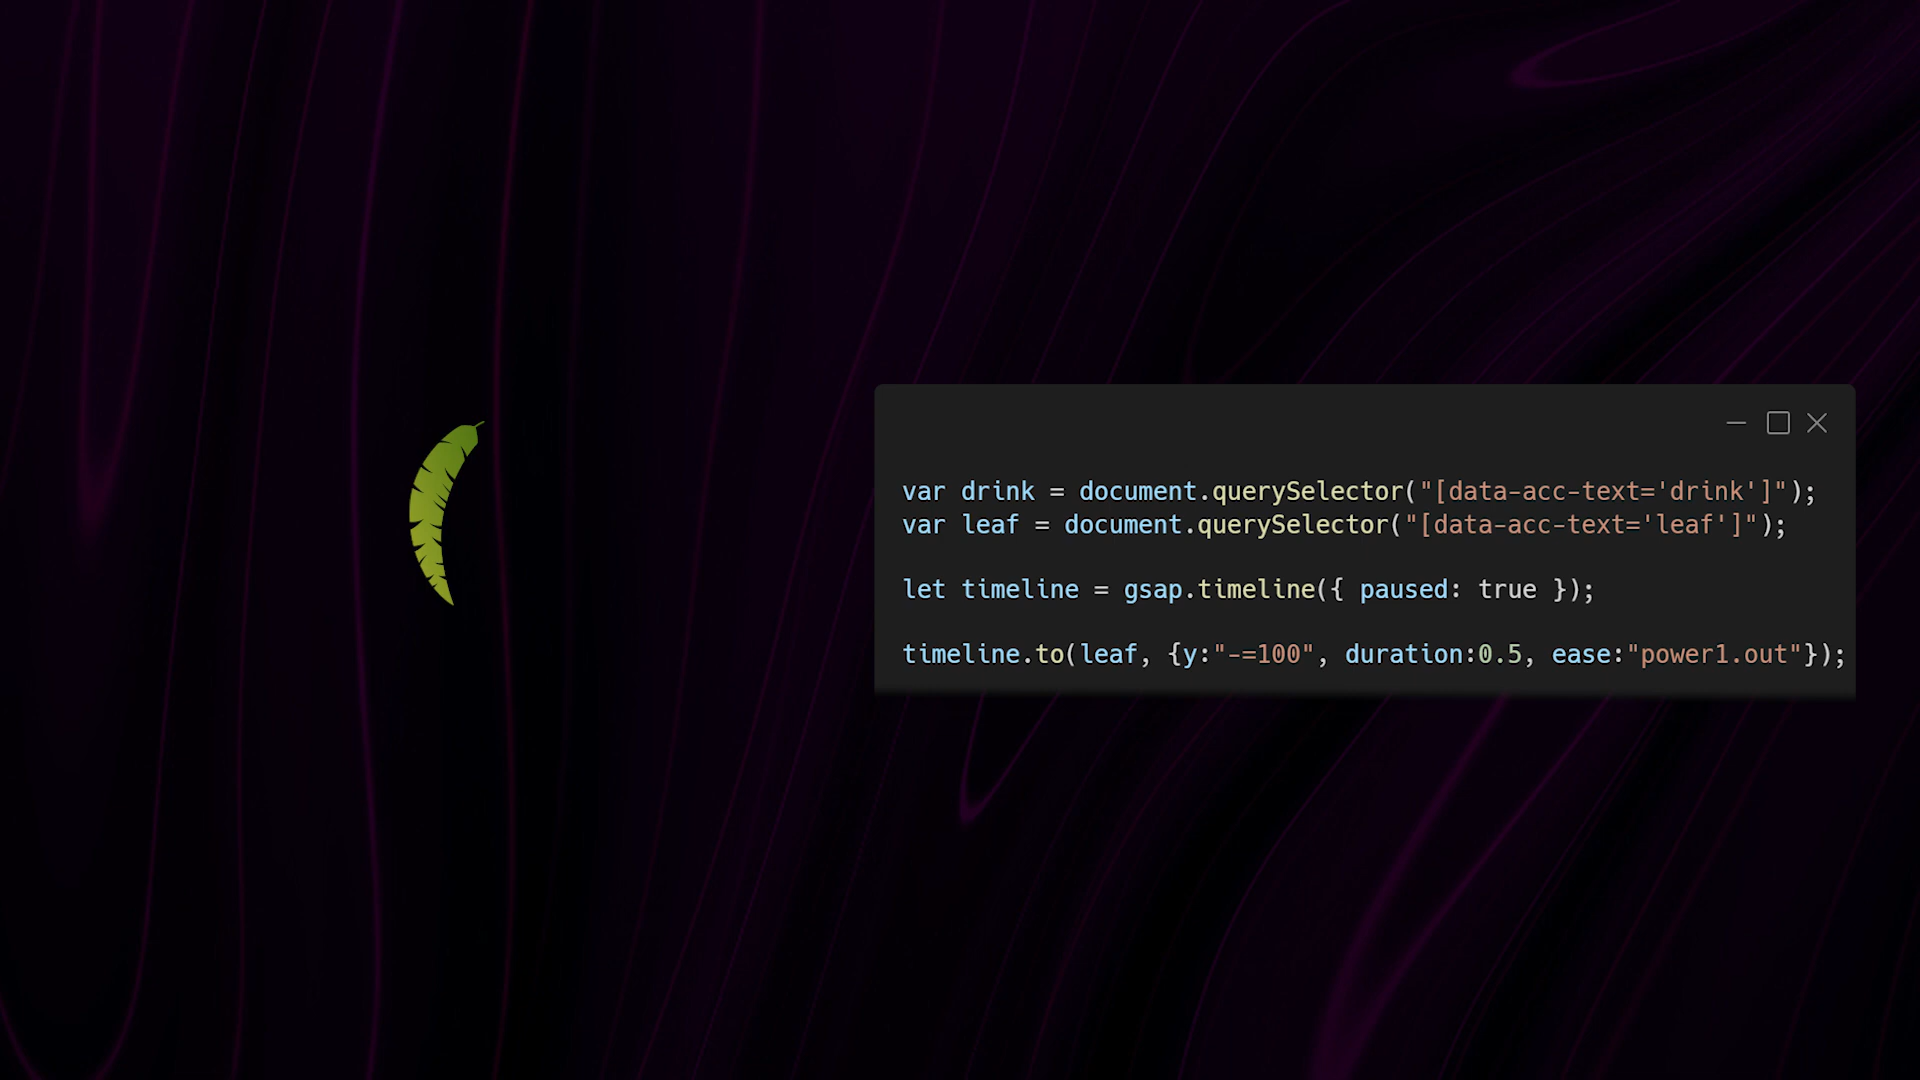 var drink = document.querySelector("[data-acc-text='drink']");
var leaf = document.querySelector("[data-acc-text='leaf']");
let timeline = gsap.timeline({ paused: true });
timeline.to(leaf, {y:"-=100", duration:0.5, ease:"power1.out"});